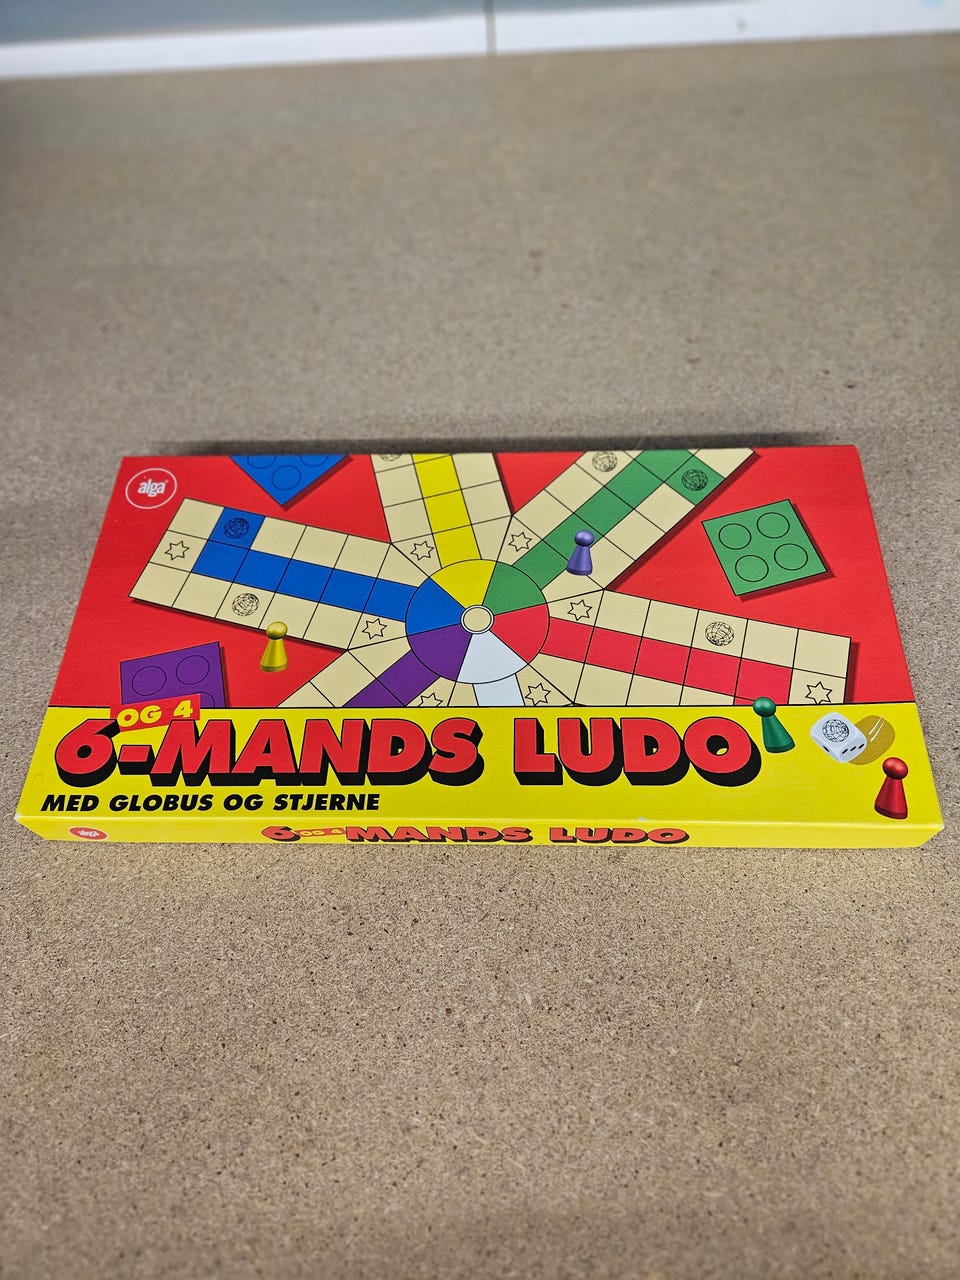 alga
OG 4
6-MANDS LUDO
MED GLOBUS OG STJERNE
alga
6 OG 4 MANDS LUDO